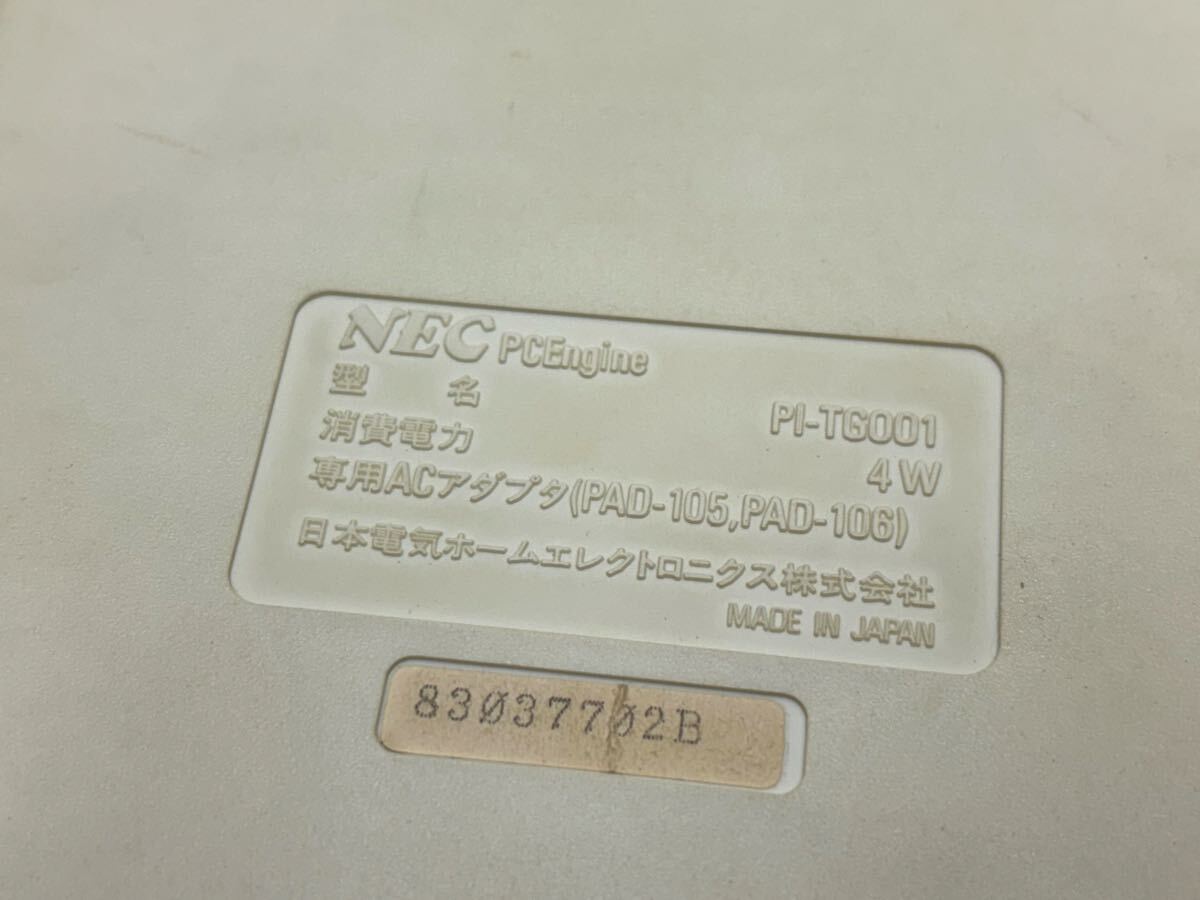 NEC PCEngine
型 名 PI-TG001
消費電力 4W
専用ACアダプタ(PAD-105,PAD-106)
日本電気ホームエレクトロニクス株式会社
MADE IN JAPAN
83037702B